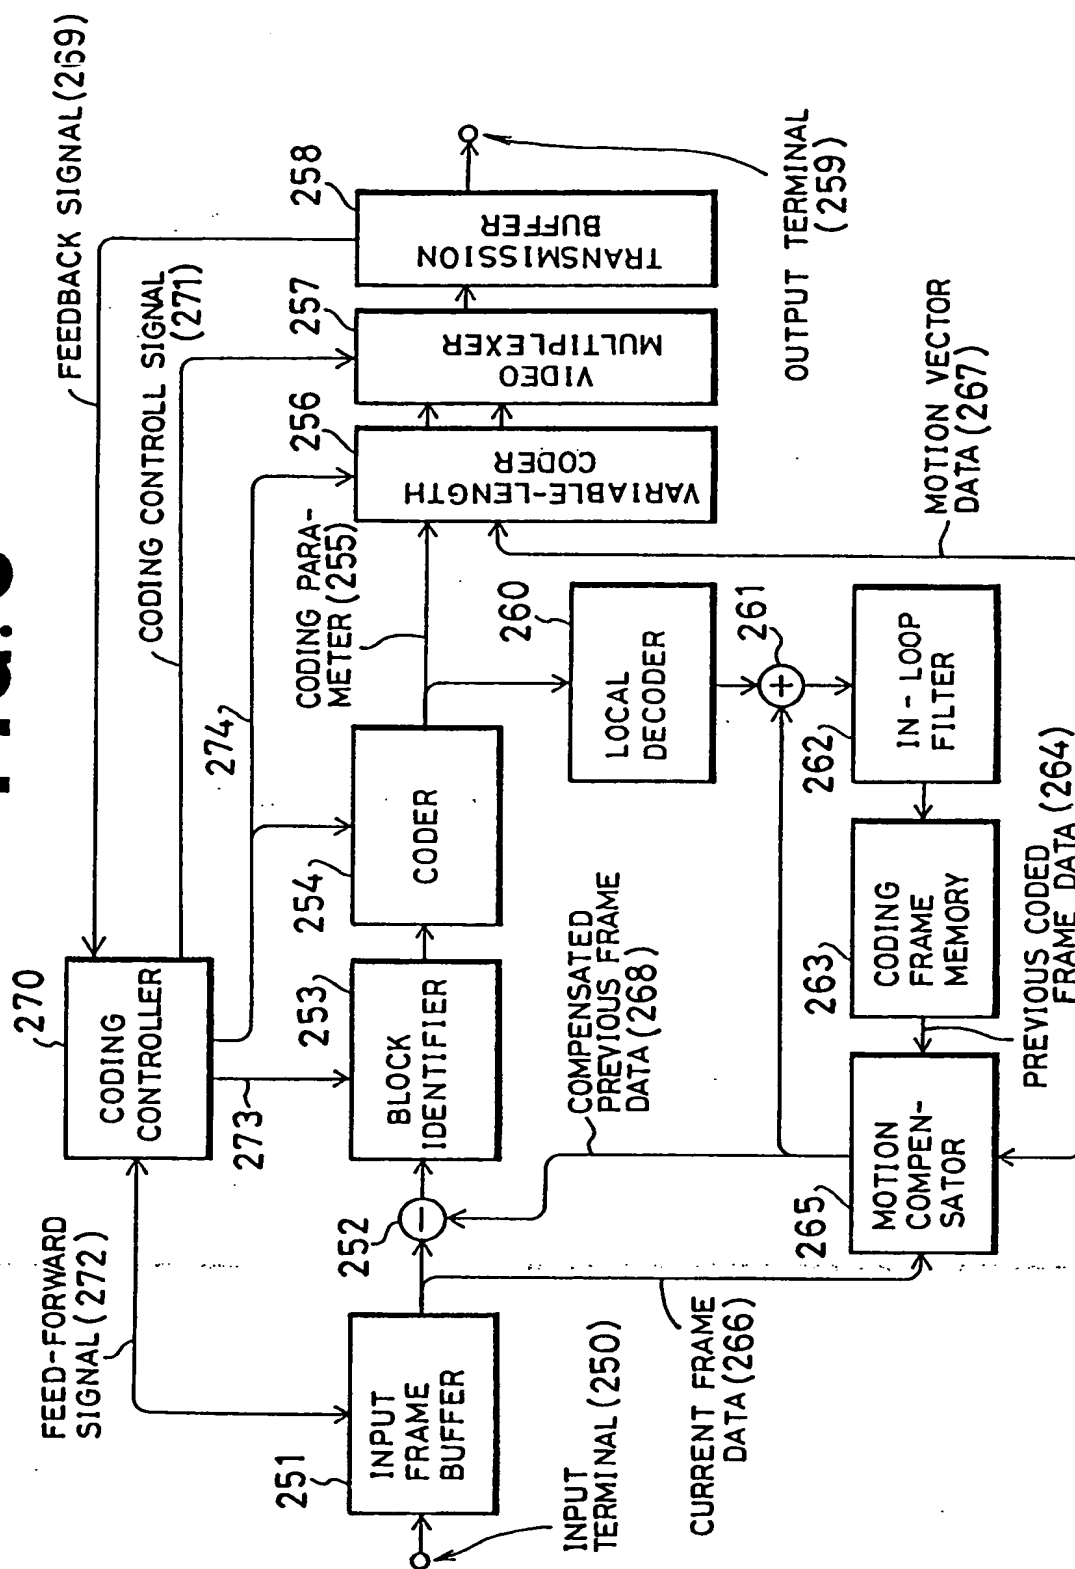 FEEDBACK SIGNAL(269)
CODING CONTROLL SIGNAL
(271)
270
CODING
CONTROLLER
FEED-FORWARD
SIGNAL(272)
273
274
258
TRANSMISSION
BUFFER
257
VIDEO
MULTIPLEXER
256
VARIABLE-LENGTH
CODER
CODING PARA-
METER(255)
254
CODER
253
BLOCK
IDENTIFIER
252
−
251
INPUT
FRAME
BUFFER
INPUT
TERMINAL(250)
OUTPUT TERMINAL
(259)
260
LOCAL
DECODER
261
+
262
IN-LOOP
FILTER
263
CODING
FRAME
MEMORY
265
MOTION
COMPEN-
SATOR
COMPENSATED
PREVIOUS FRAME
DATA(268)
CURRENT FRAME
DATA(266)
MOTION VECTOR
DATA(267)
PREVIOUS CODED
FRAME DATA(264)